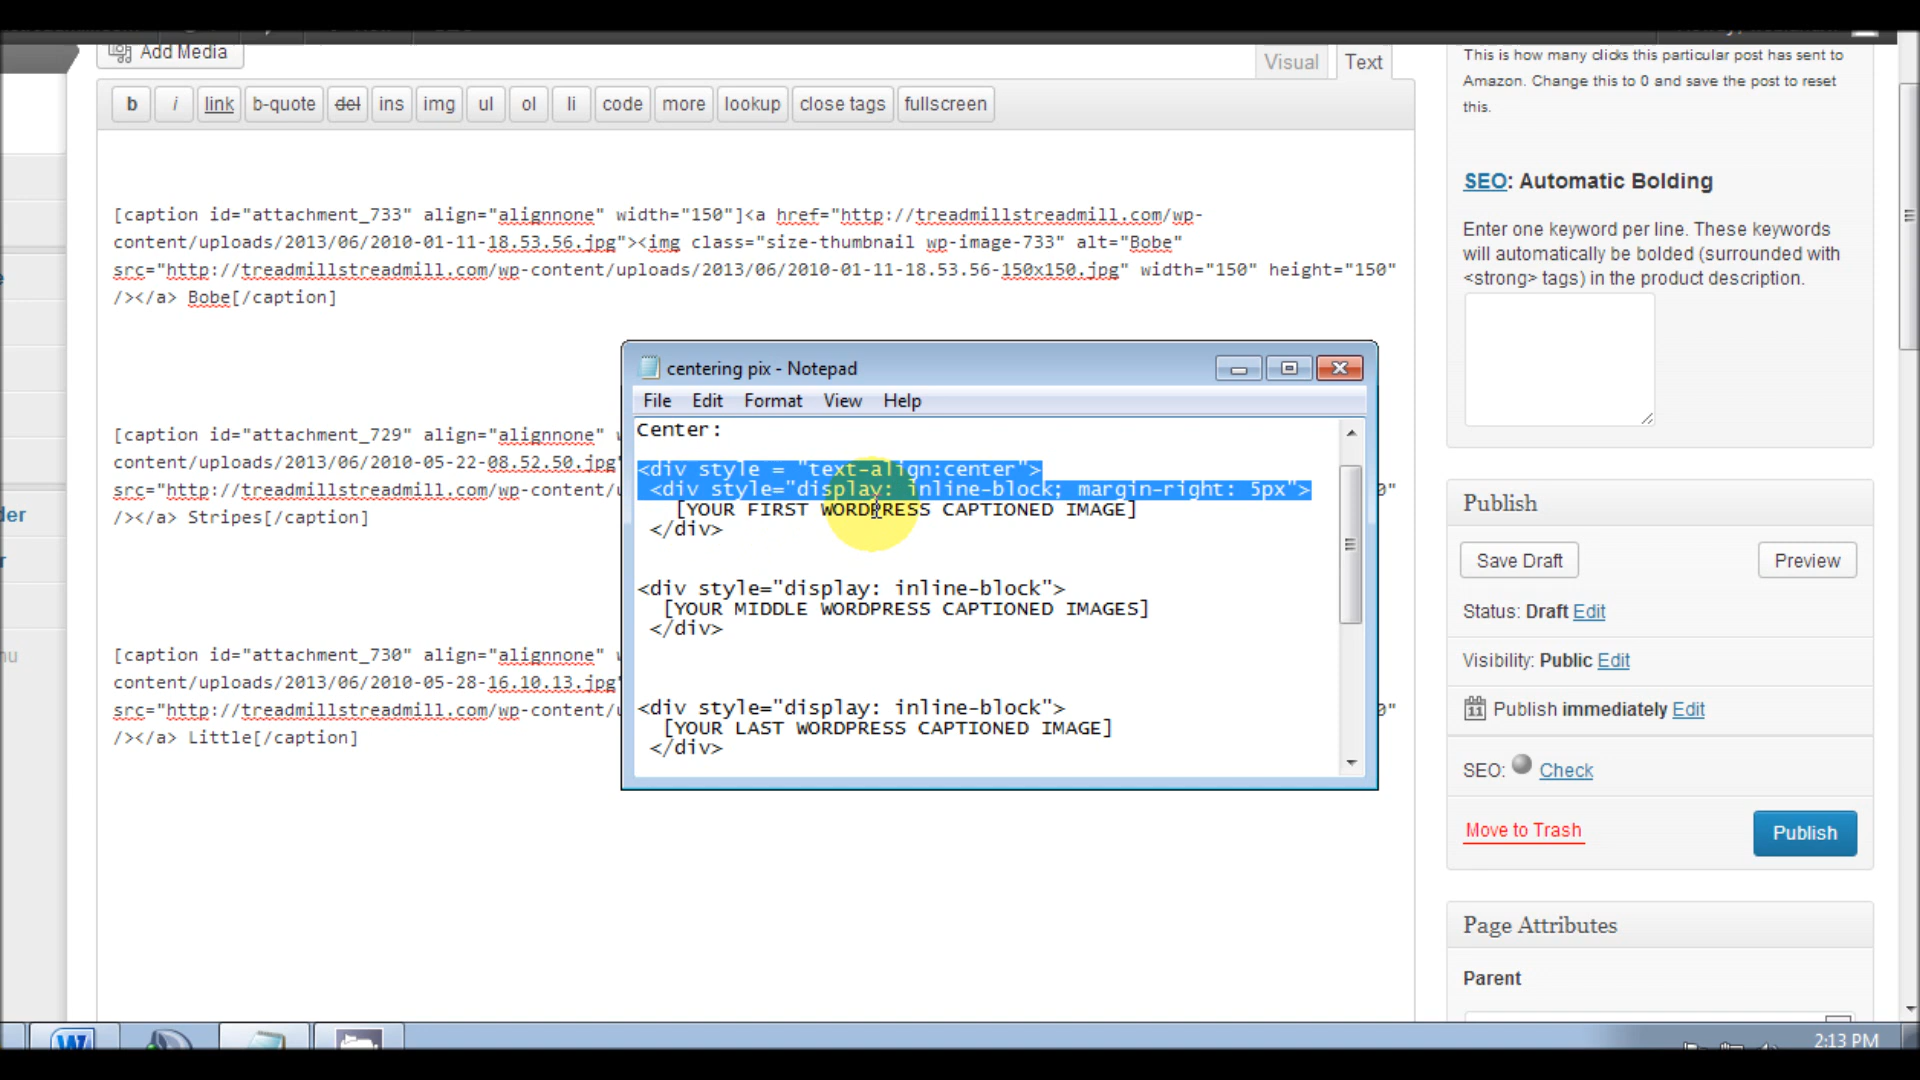 Add Media
Visual
Text
b
i
link
b-quote
del
ins
img
ul
ol
li
code
more
lookup
close tags
fullscreen
[caption id="attachment_733" align="alignnone" width="150"]<a href="http://treadmillstreadmill.com/wp-
content/uploads/2013/06/2010-01-11-18.53.56.jpg"><img class="size-thumbnail wp-image-733" alt="Bobe"
src="http://treadmillstreadmill.com/wp-content/uploads/2013/06/2010-01-11-18.53.56-150x150.jpg" width="150" height="150"
/></a> Bobe[/caption]
[caption id="attachment_729" align="alignnone"
content/uploads/2013/06/2010-05-22-08.52.50.jpg"
src="http://treadmillstreadmill.com/wp-content/
/></a> Stripes[/caption]
[caption id="attachment_730" align="alignnone"
content/uploads/2013/06/2010-05-28-16.10.13.jpg"
src="http://treadmillstreadmill.com/wp-content/
/></a> Little[/caption]
centering pix - Notepad
File Edit Format View Help
Center:
<div style = "text-align:center">
<div style="display: inline-block; margin-right: 5px">
[YOUR FIRST WORDPRESS CAPTIONED IMAGE]
</div>
<div style="display: inline-block">
[YOUR MIDDLE WORDPRESS CAPTIONED IMAGES]
</div>
<div style="display: inline-block">
[YOUR LAST WORDPRESS CAPTIONED IMAGE]
</div>
This is how many clicks this particular post has sent to
Amazon. Change this to 0 and save the post to reset
this.
SEO: Automatic Bolding
Enter one keyword per line. These keywords
will automatically be bolded (surrounded with
<strong> tags) in the product description.
Publish
Save Draft
Preview
Status: Draft Edit
Visibility: Public Edit
11 Publish immediately Edit
SEO: Check
Move to Trash
Publish
Page Attributes
Parent
2:13 PM